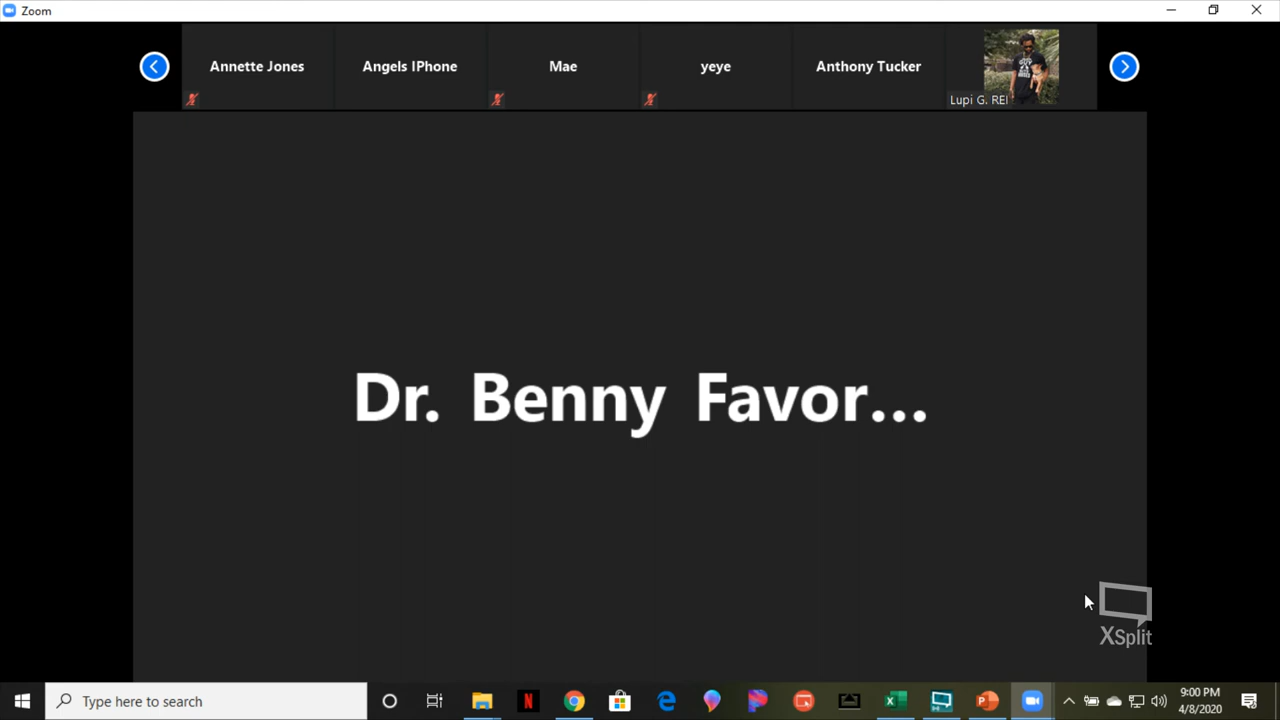 Zoom
Annette Jones
Angels IPhone
Mae
yeye
Anthony Tucker
Lupi G. REI
Dr. Benny Favor...
XSplit
Type here to search
9:00 PM
4/8/2020